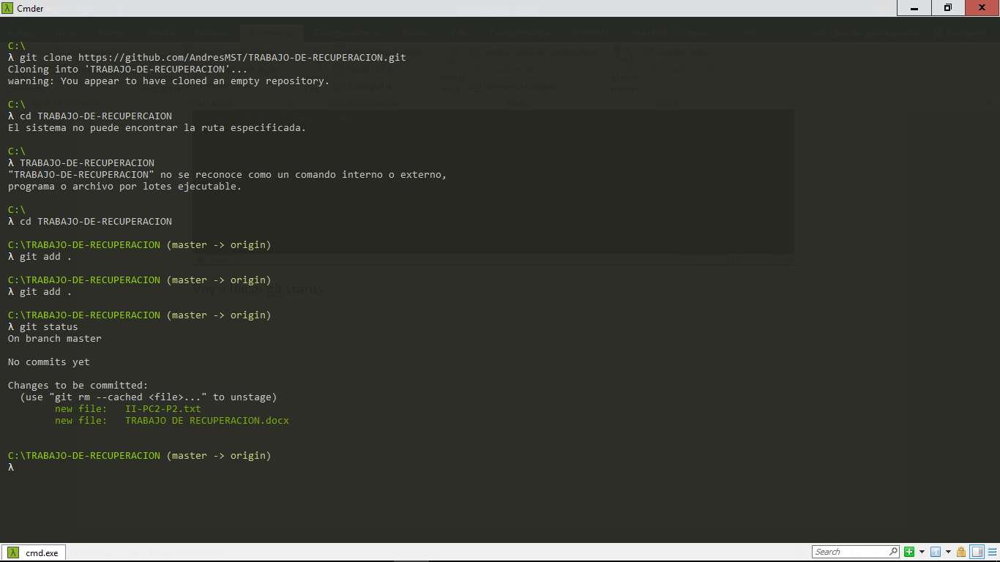 Cmder
C:\
λ git clone https://github.com/AndresMST/TRABAJO-DE-RECUPERACION.git
Cloning into 'TRABAJO-DE-RECUPERACION'...
warning: You appear to have cloned an empty repository.
C:\
λ cd TRABAJO-DE-RECUPERCAION
El sistema no puede encontrar la ruta especificada.
C:\
λ TRABAJO-DE-RECUPERACION
"TRABAJO-DE-RECUPERACION" no se reconoce como un comando interno o externo,
programa o archivo por lotes ejecutable.
C:\
λ cd TRABAJO-DE-RECUPERACION
C:\TRABAJO-DE-RECUPERACION (master -> origin)
λ git add .
C:\TRABAJO-DE-RECUPERACION (master -> origin)
λ git add .
Voy a hacer git status
C:\TRABAJO-DE-RECUPERACION (master -> origin)
λ git status
On branch master
No commits yet
Changes to be committed:
(use "git rm --cached <file>..." to unstage)
new file: II-PC2-P2.txt
new file: TRABAJO DE RECUPERACION.docx
C:\TRABAJO-DE-RECUPERACION (master -> origin)
λ
cmd.exe
Search